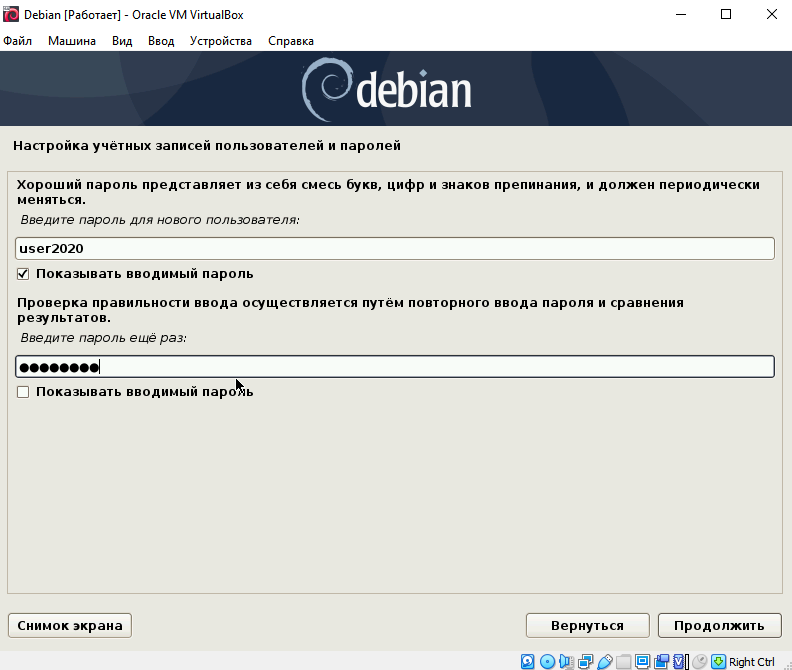 Debian [Работает] - Oracle VM VirtualBox
Файл Машина Вид Ввод Устройства Справка
debian
Настройка учётных записей пользователей и паролей
Хороший пароль представляет из себя смесь букв, цифр и знаков препинания, и должен периодически
меняться.
Введите пароль для нового пользователя:
user2020
Показывать вводимый пароль
Проверка правильности ввода осуществляется путём повторного ввода пароля и сравнения
результатов.
Введите пароль ещё раз:
●●●●●●●●
Показывать вводимый пароль
Снимок экрана Вернуться Продолжить
Right Ctrl